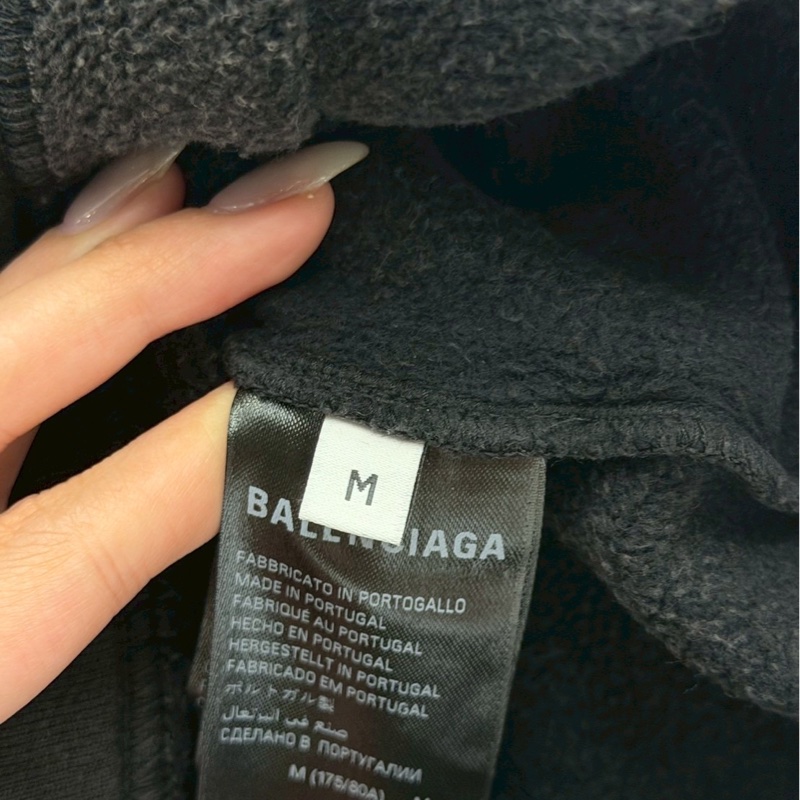 M
BALENCIAGA
FABBRICATO IN PORTOGALLO
MADE IN PORTUGAL
FABRIQUÉ AU PORTUGAL
HECHO EN PORTUGAL
HERGESTELLT IN PORTUGAL
FABRICADO EM PORTUGAL
ポルトガル製
صنع في البرتغال
СДЕЛАНО В ПОРТУГАЛИИ
M (175/80A)